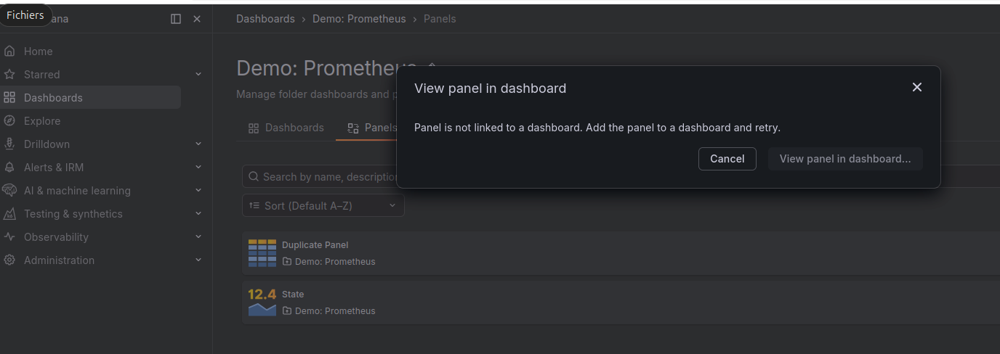 Fichiers
ana
Dashboards › Demo: Prometheus › Panels
Home
Starred
Dashboards
Explore
Drilldown
Alerts & IRM
AI & machine learning
Testing & synthetics
Observability
Administration
Demo: Prometheus
Manage folder dashboards and p
Dashboards
Panels
View panel in dashboard
Panel is not linked to a dashboard. Add the panel to a dashboard and retry.
Cancel
View panel in dashboard...
Search by name, description
Sort (Default A–Z)
Duplicate Panel
Demo: Prometheus
12.4
State
Demo: Prometheus